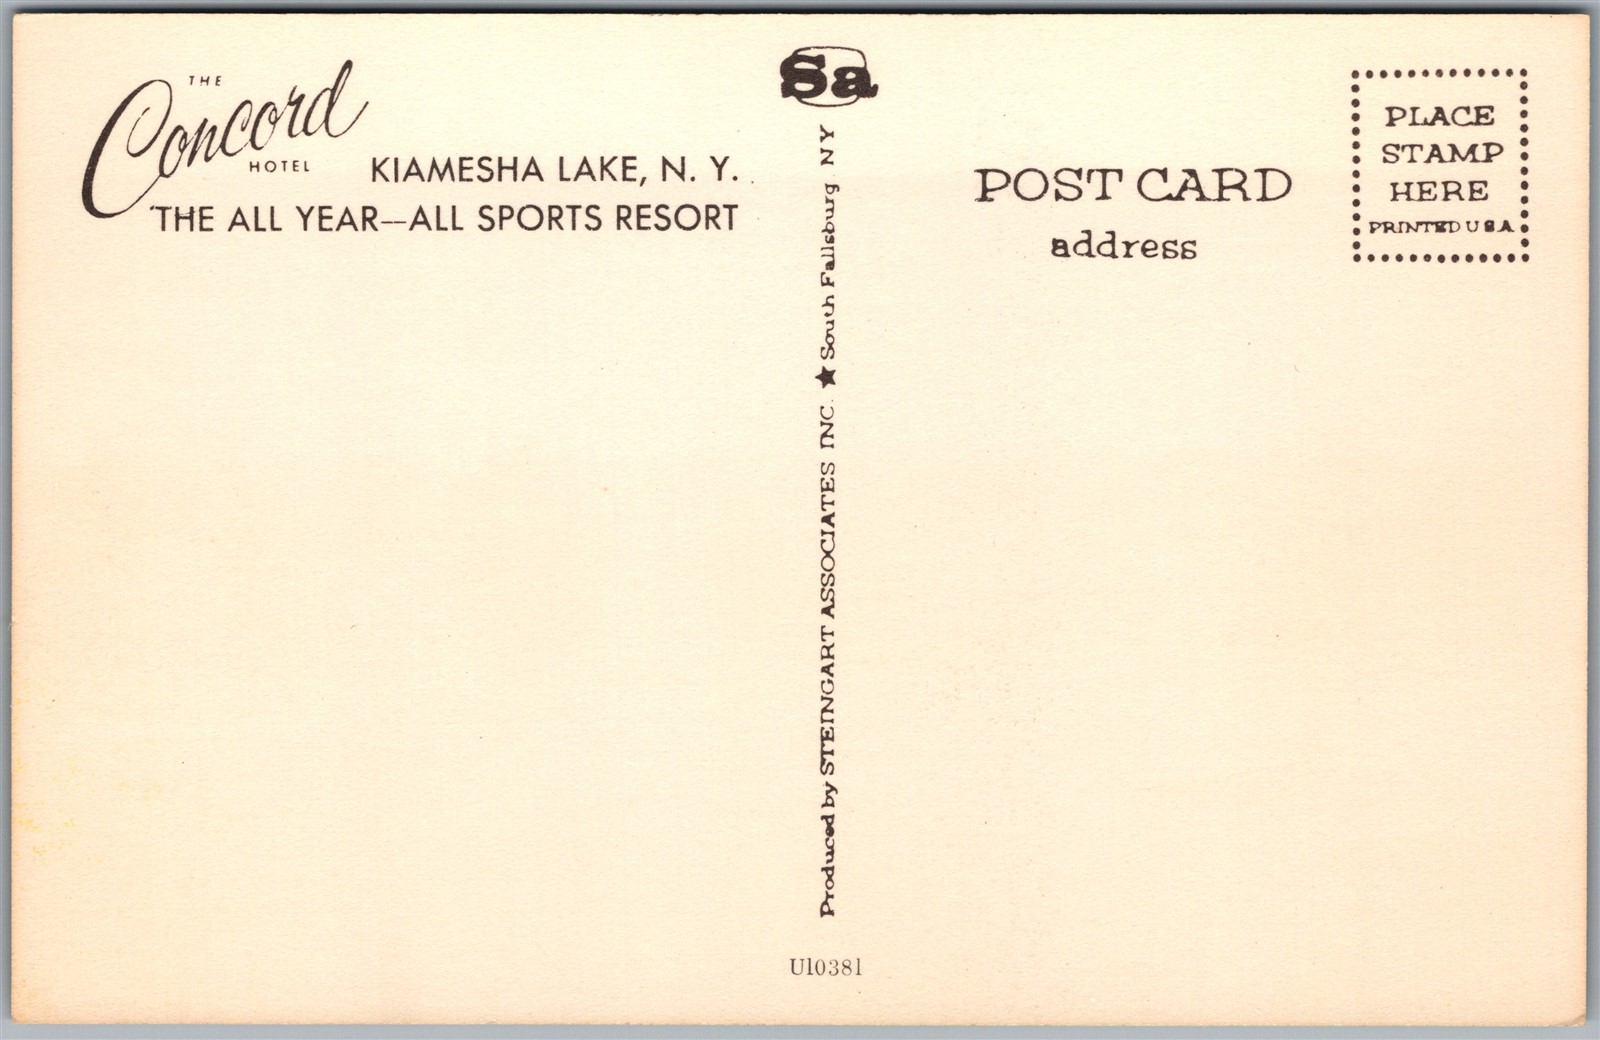 THE
Concord
HOTEL
KIAMESHA LAKE, N. Y.
THE ALL YEAR—ALL SPORTS RESORT
Sa
Produced by STEINGART ASSOCIATES INC. ★ South Fallsburg NY
U10381
POST CARD
address
PLACE
STAMP
HERE
PRINTED U S A